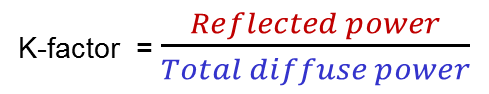 Reflected power
K-factor =
Total diffuse power